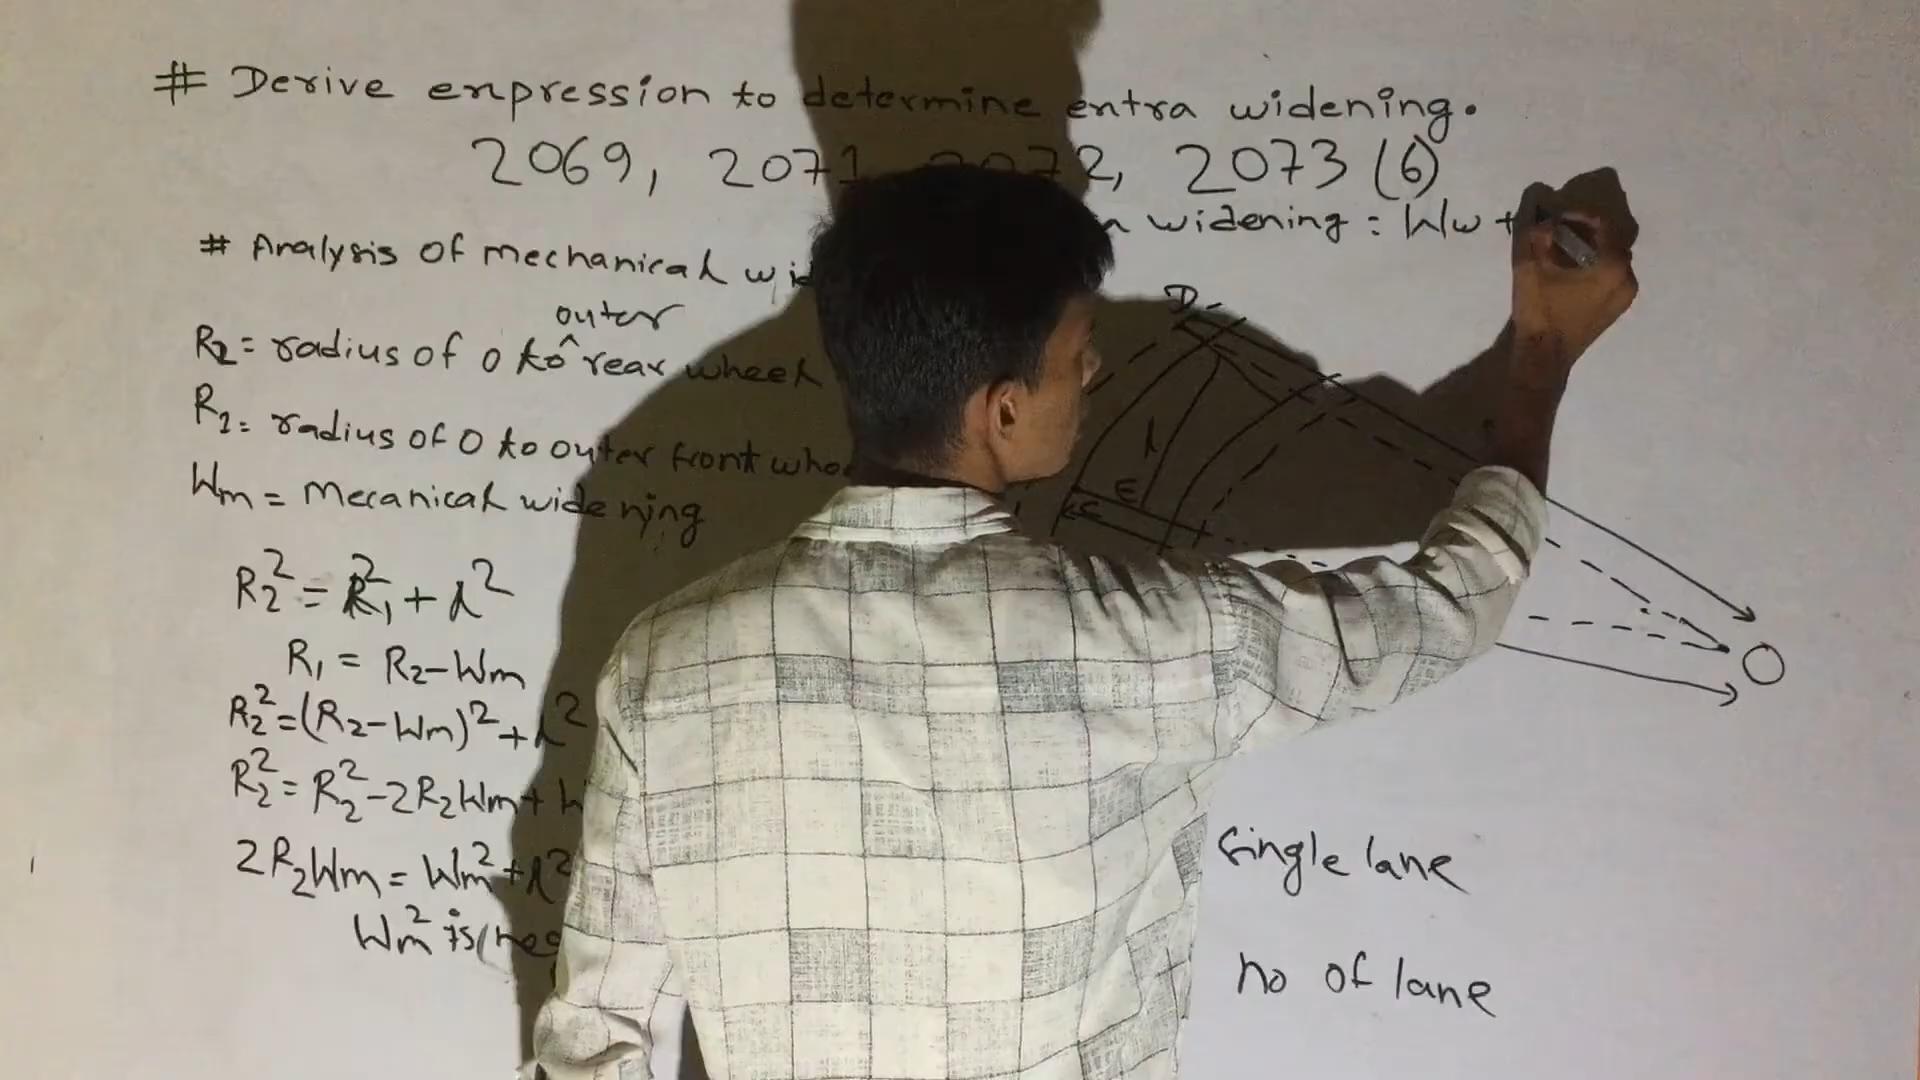 # Derive enpression to determine entra widening.
2069, 2071 2072, 2073 (6)
widening : Ww +
# Analysis of mechanical
outer
R2 = radius of O to ^ rear wheel
R2 = radius of O to outer front
Wm = Mecanical widening
D
l
E
C
O
R2² = R1² + l²
R1 = R2 - Wm
R2² = (R2 - Wm)² + l²
R2² = R2² - 2R2Wm +
2R2Wm = Wm² + l²
Wm² is
Single lane
no of lane